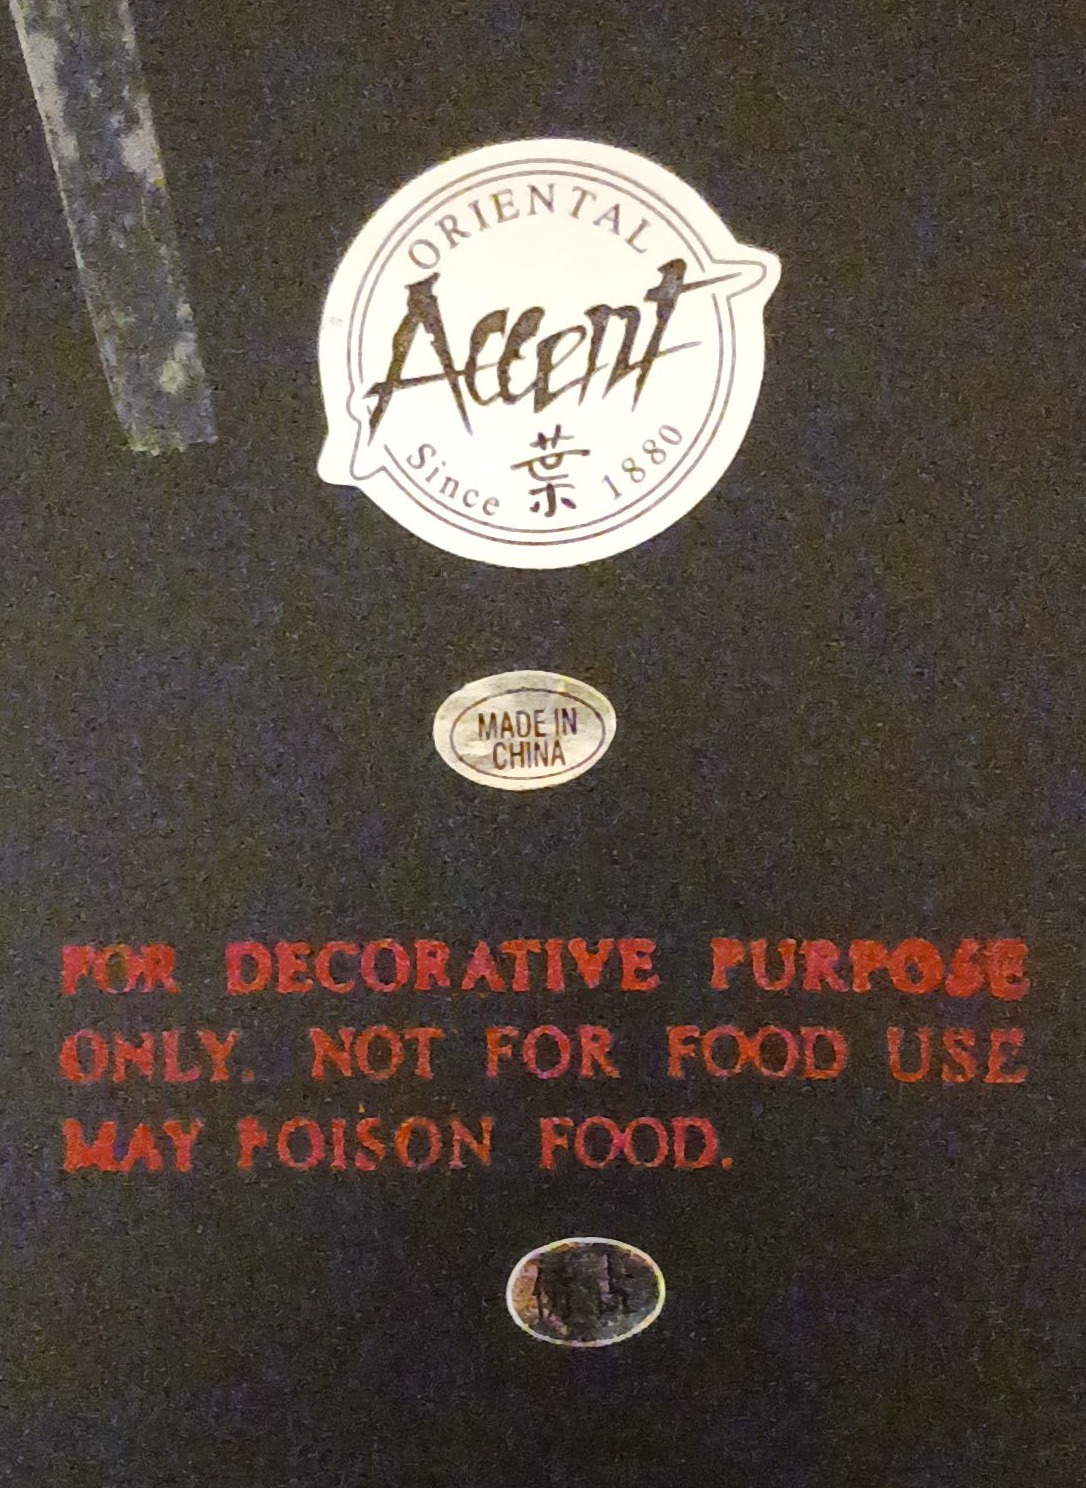 ORIENTAL
Accent
Since 葉 1880
MADE IN
CHINA
FOR DECORATIVE PURPOSE
ONLY. NOT FOR FOOD USE
MAY POISON FOOD.